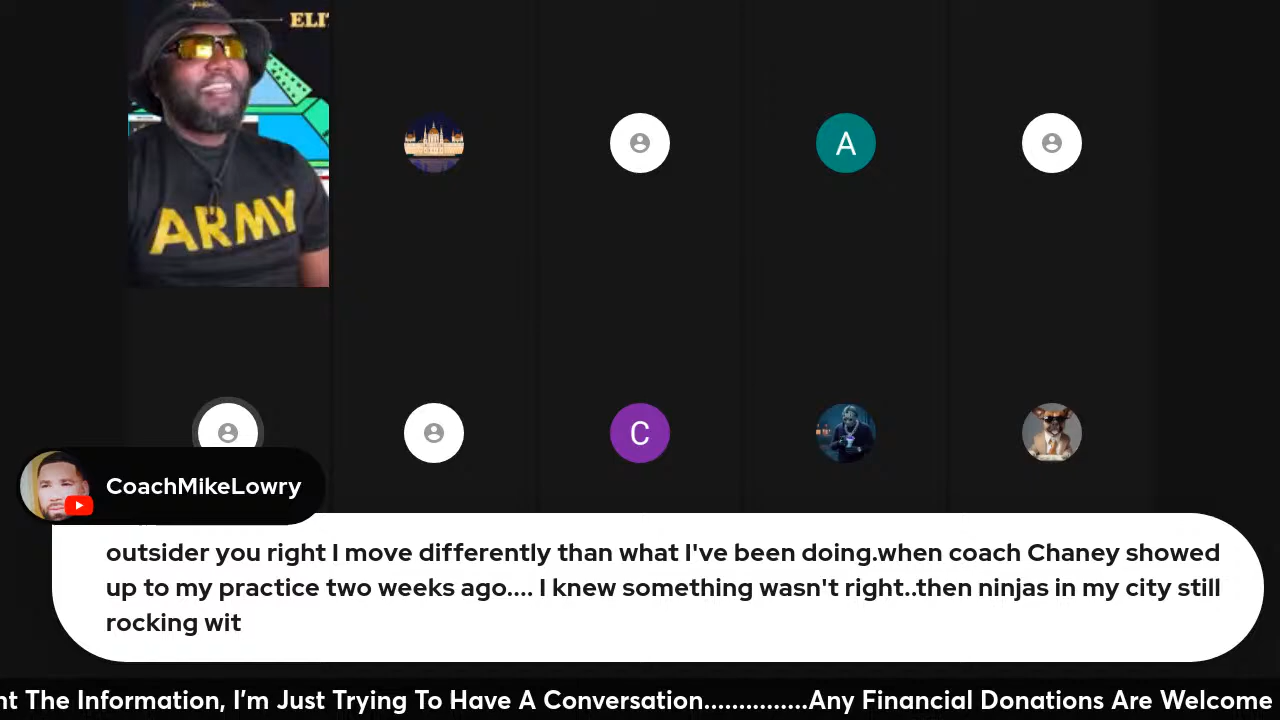 ELI
ARMY
A
C
CoachMikeLowry
outsider you right I move differently than what I've been doing.when coach Chaney showed
up to my practice two weeks ago.... I knew something wasn't right..then ninjas in my city still
rocking wit
nt The Information, I'm Just Trying To Have A Conversation...............Any Financial Donations Are Welcome